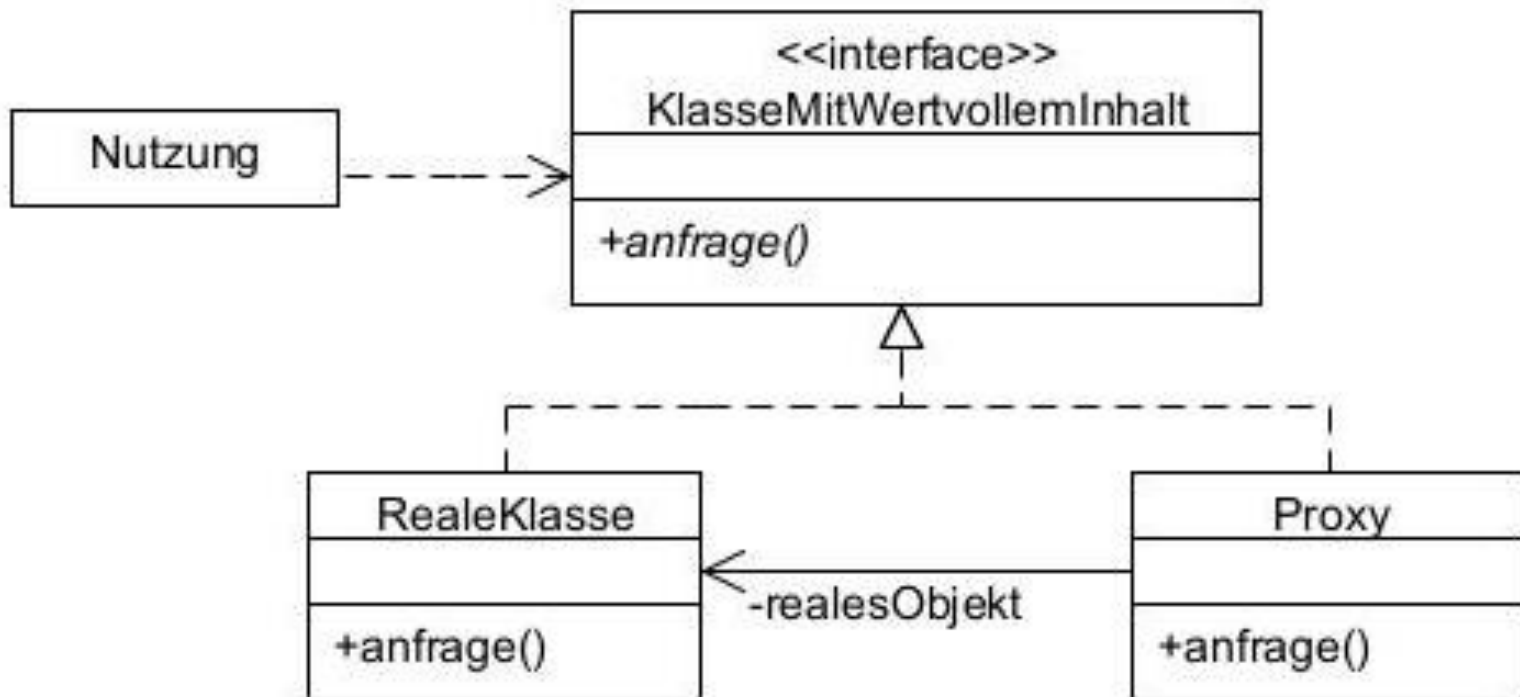 <<interface>>
KlasseMitWertvollemInhalt
Nutzung
+anfrage()
RealeKlasse
Proxy
-realesObjekt
+anfrage()
+anfrage()